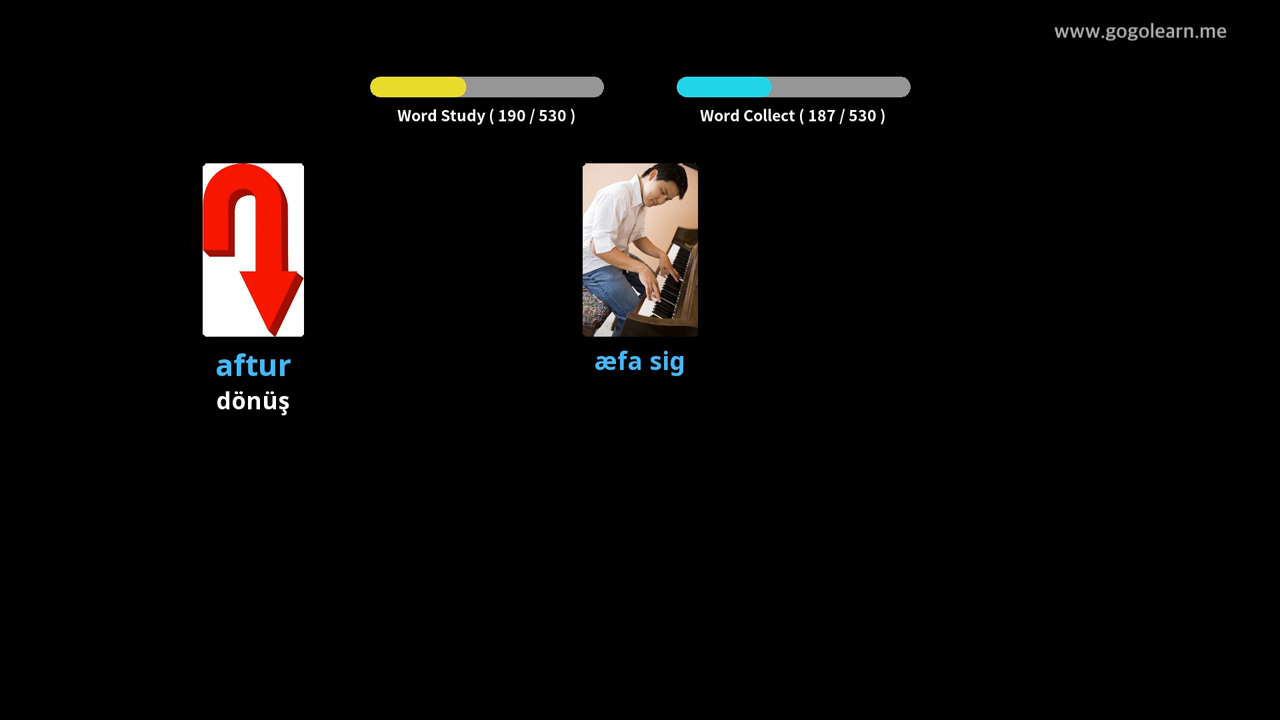 www.gogolearn.me
Word Study ( 190 / 530 )
Word Collect ( 187 / 530 )
aftur
dönüş
æfa sig